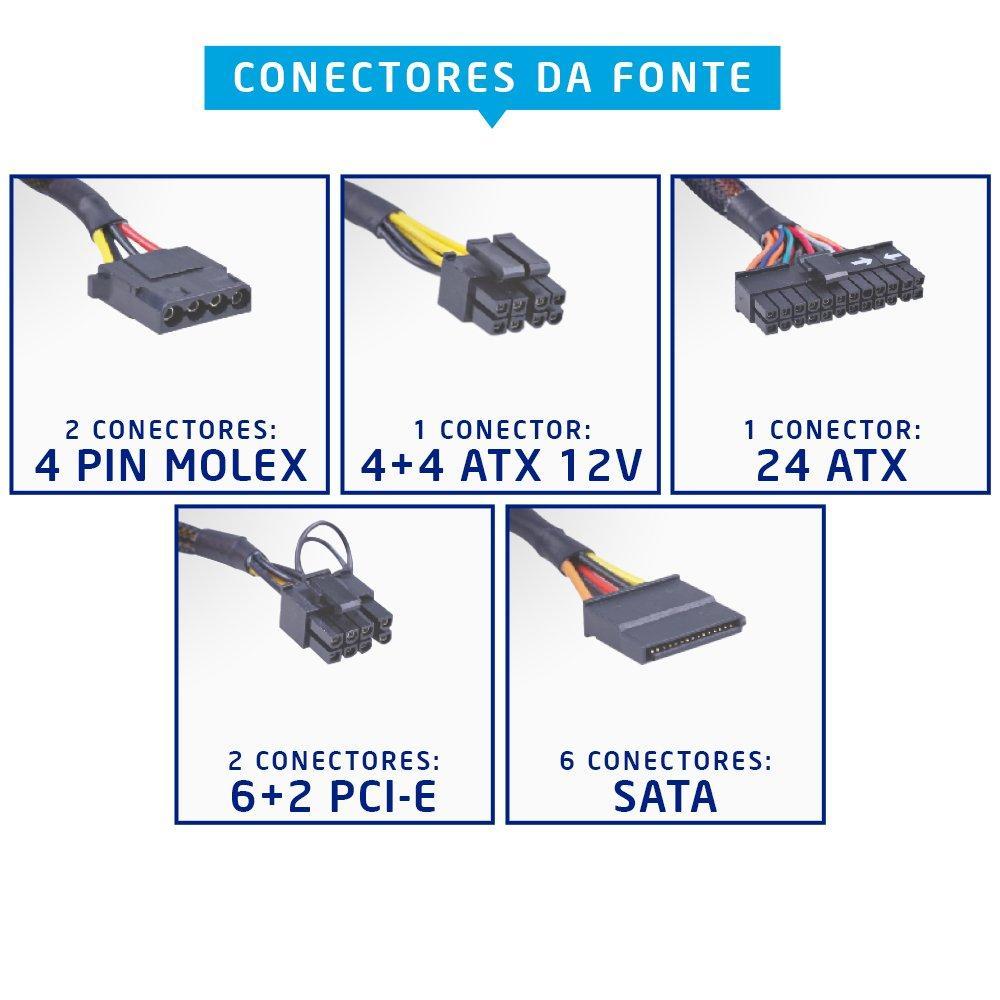 CONECTORES DA FONTE
2 CONECTORES:
4 PIN MOLEX
1 CONECTOR:
4+4 ATX 12V
1 CONECTOR:
24 ATX
2 CONECTORES:
6+2 PCI-E
6 CONECTORES:
SATA